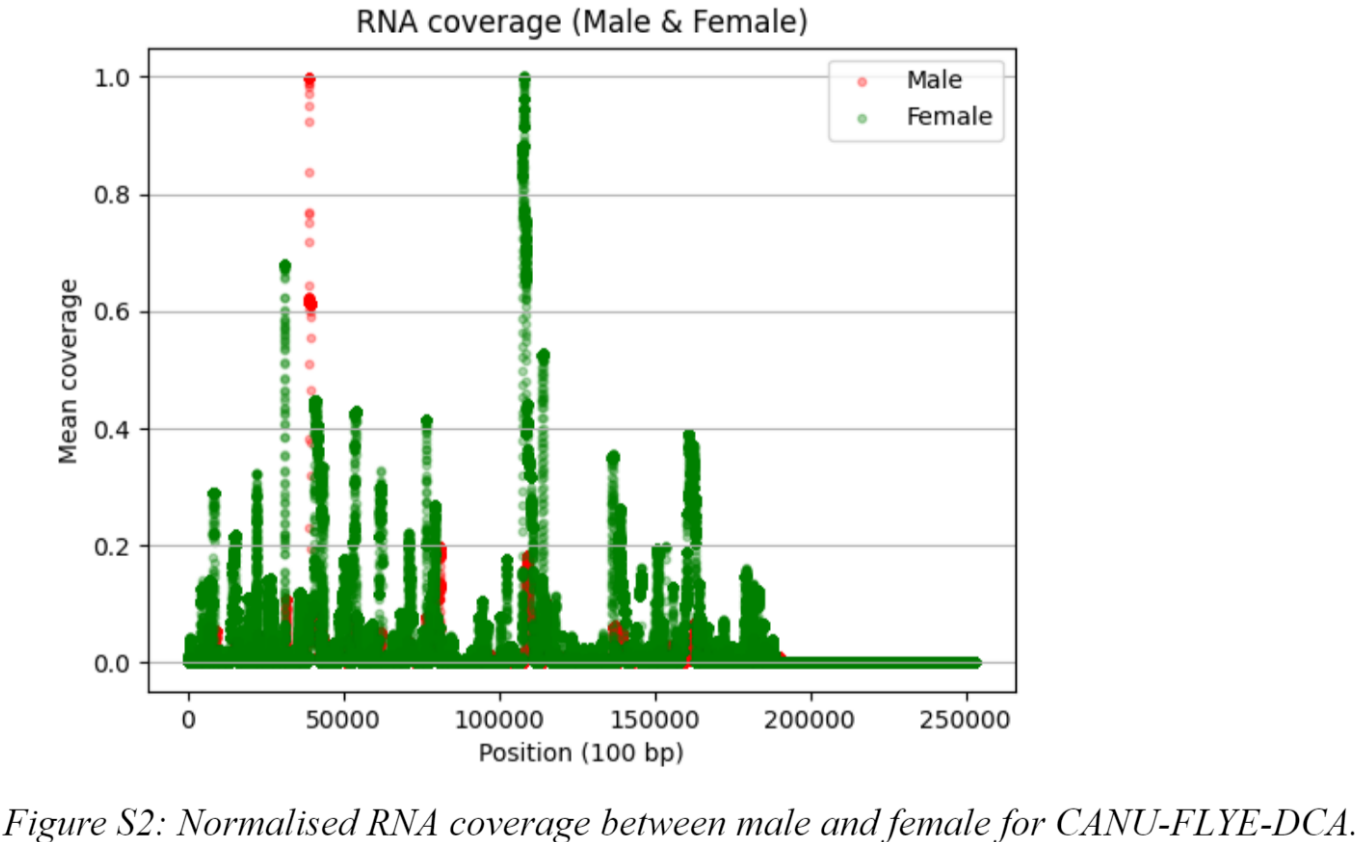 RNA coverage (Male & Female)
Male
Female
1.0
0.8
0.6
0.4
0.2
0.0
Mean coverage
0 50000 100000 150000 200000 250000
Position (100 bp)
Figure S2: Normalised RNA coverage between male and female for CANU-FLYE-DCA.